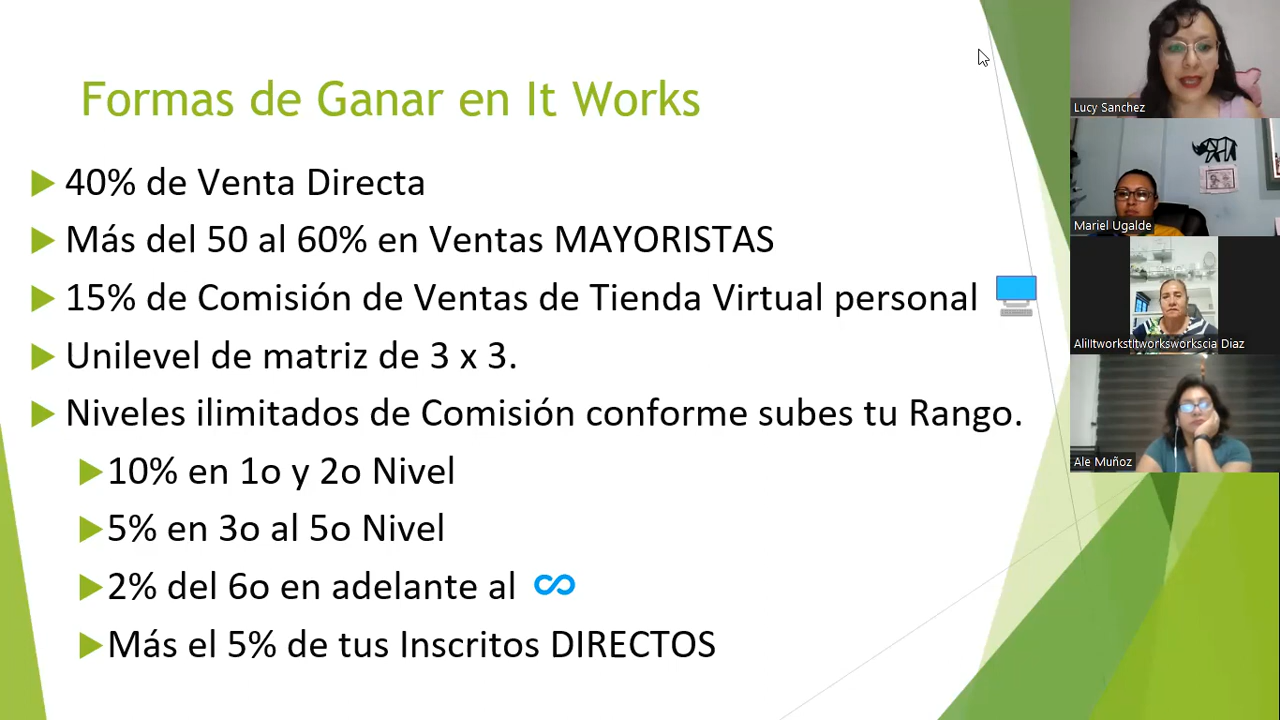 Formas de Ganar en It Works
40% de Venta Directa
Más del 50 al 60% en Ventas MAYORISTAS
15% de Comisión de Ventas de Tienda Virtual personal
Unilevel de matriz de 3 x 3.
Niveles ilimitados de Comisión conforme subes tu Rango.
10% en 1o y 2o Nivel
5% en 3o al 5o Nivel
2% del 6o en adelante al ∞
Más el 5% de tus Inscritos DIRECTOS
Lucy Sanchez
Mariel Ugalde
AliIItworkstItworksworkscia Diaz
Ale Muñoz